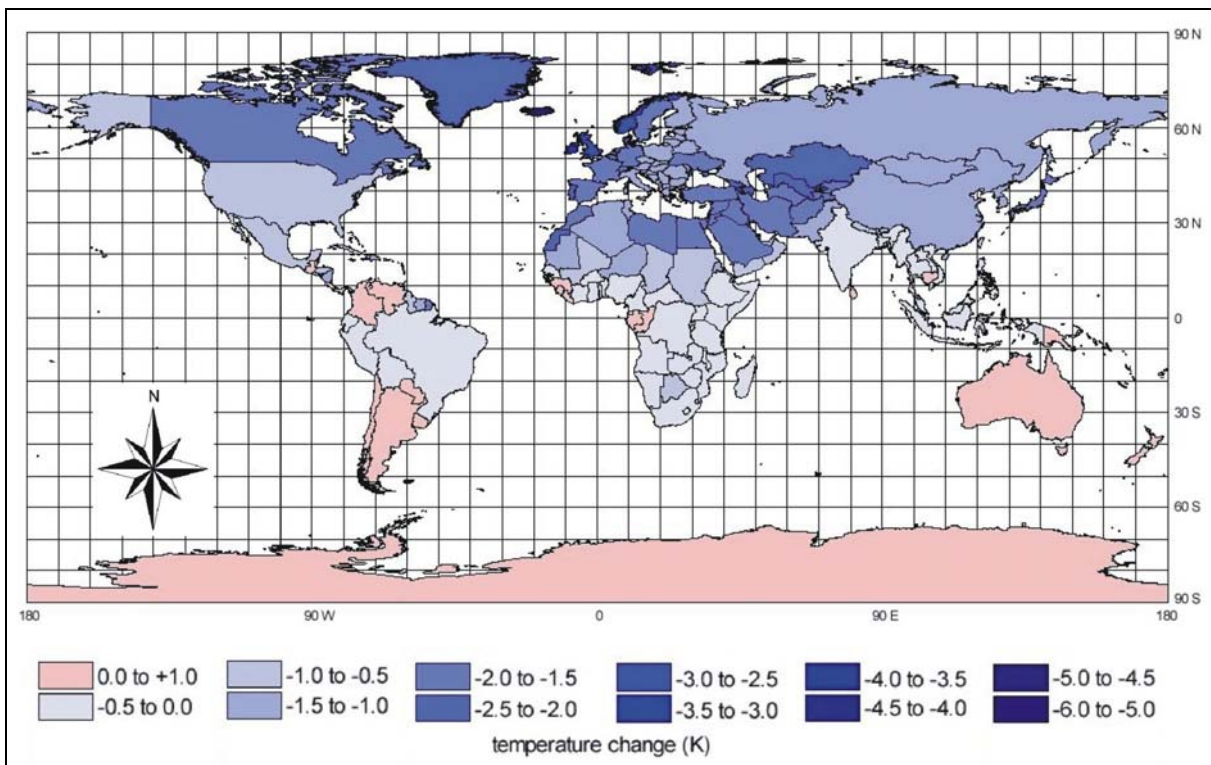 90 N
60 N
30 N
0
N
30 S
60 S
90 S
180 90 W 0 90 E 180
0.0 to +1.0 -1.0 to -0.5 -2.0 to -1.5 -3.0 to -2.5 -4.0 to -3.5 -5.0 to -4.5
-0.5 to 0.0 -1.5 to -1.0 -2.5 to -2.0 -3.5 to -3.0 -4.5 to -4.0 -6.0 to -5.0
temperature change (K)